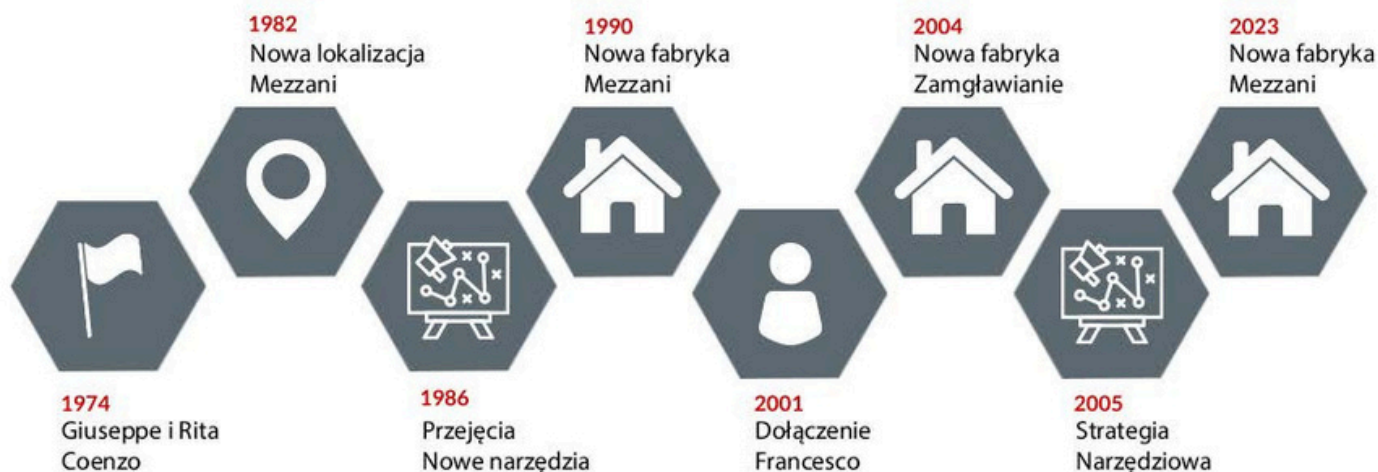 1982
Nowa lokalizacja
Mezzani
1990
Nowa fabryka
Mezzani
2004
Nowa fabryka
Zamgławianie
2023
Nowa fabryka
Mezzani
1974
Giuseppe i Rita
Coenzo
1986
Przejęcia
Nowe narzędzia
2001
Dołączenie
Francesco
2005
Strategia
Narzędziowa